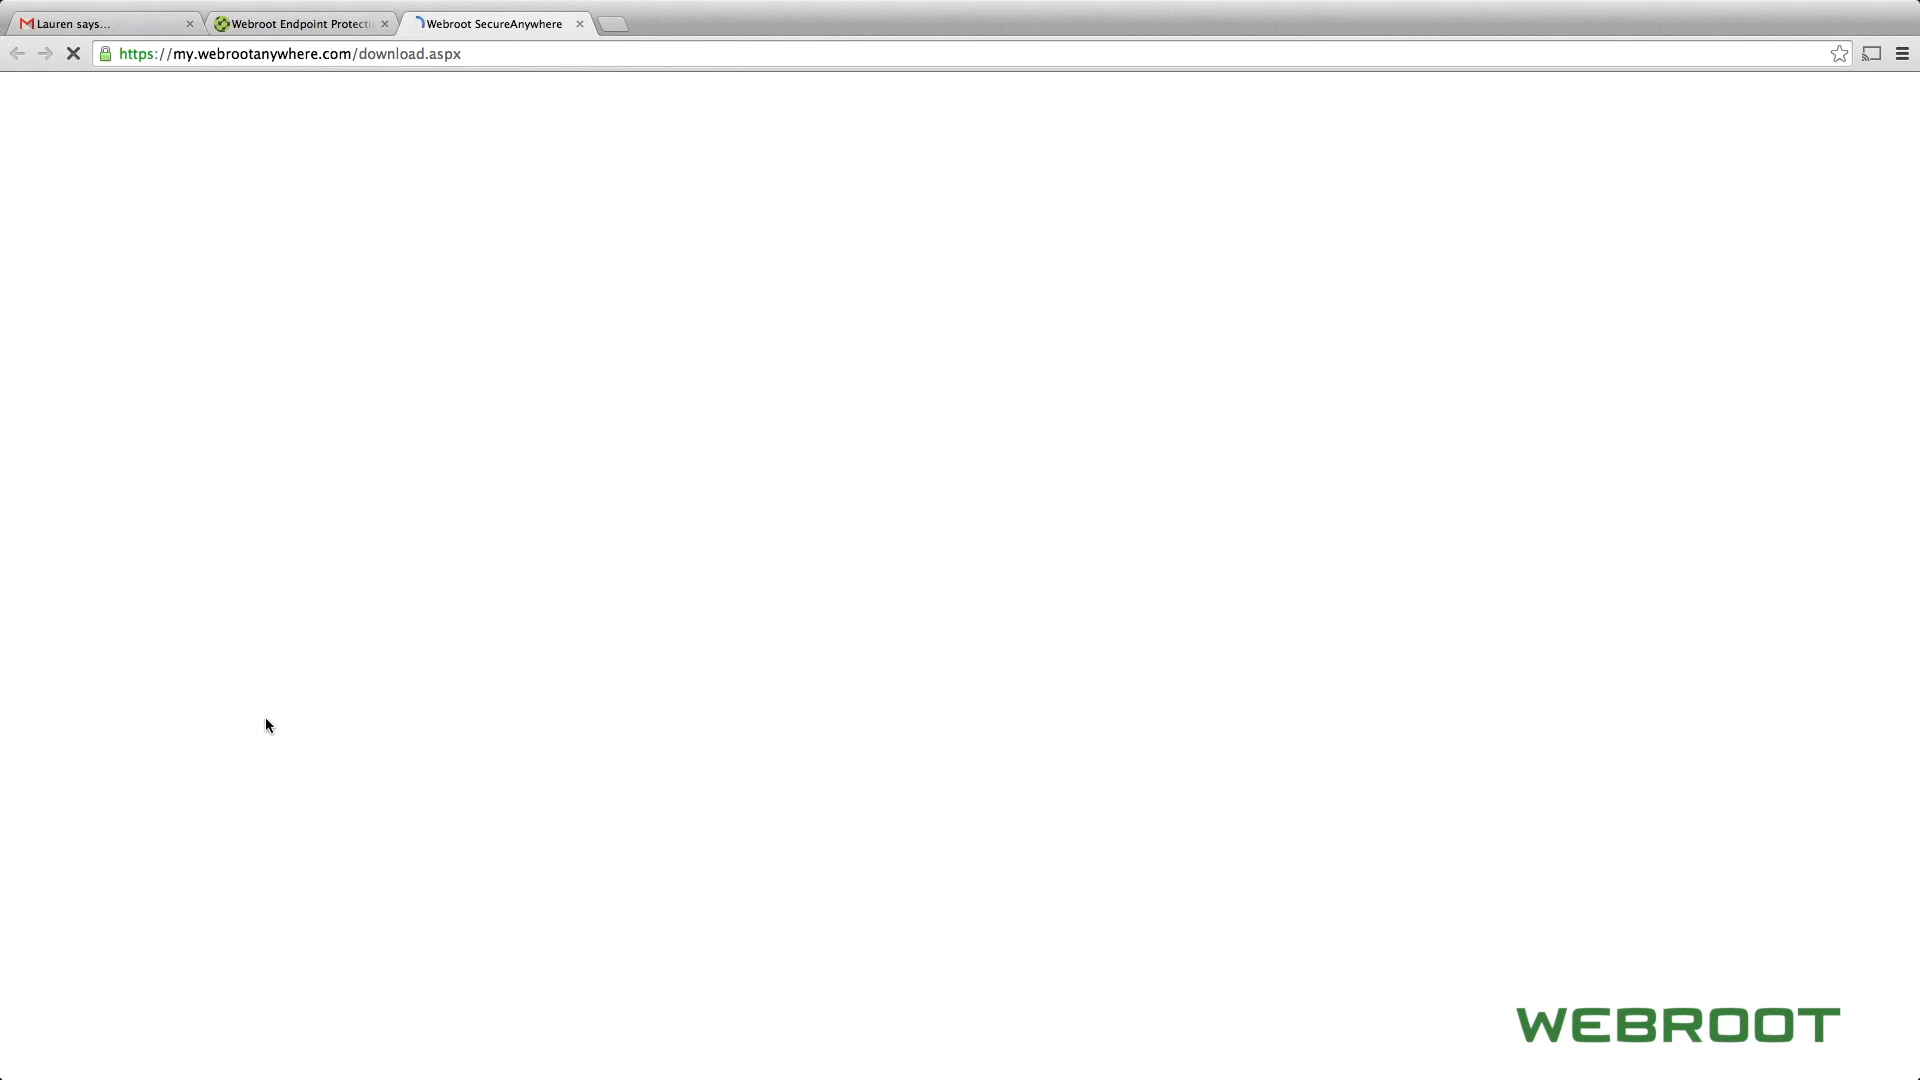 Lauren says...
Webroot Endpoint Protecti
Webroot SecureAnywhere
https://my.webrootanywhere.com/download.aspx
WEBROOT